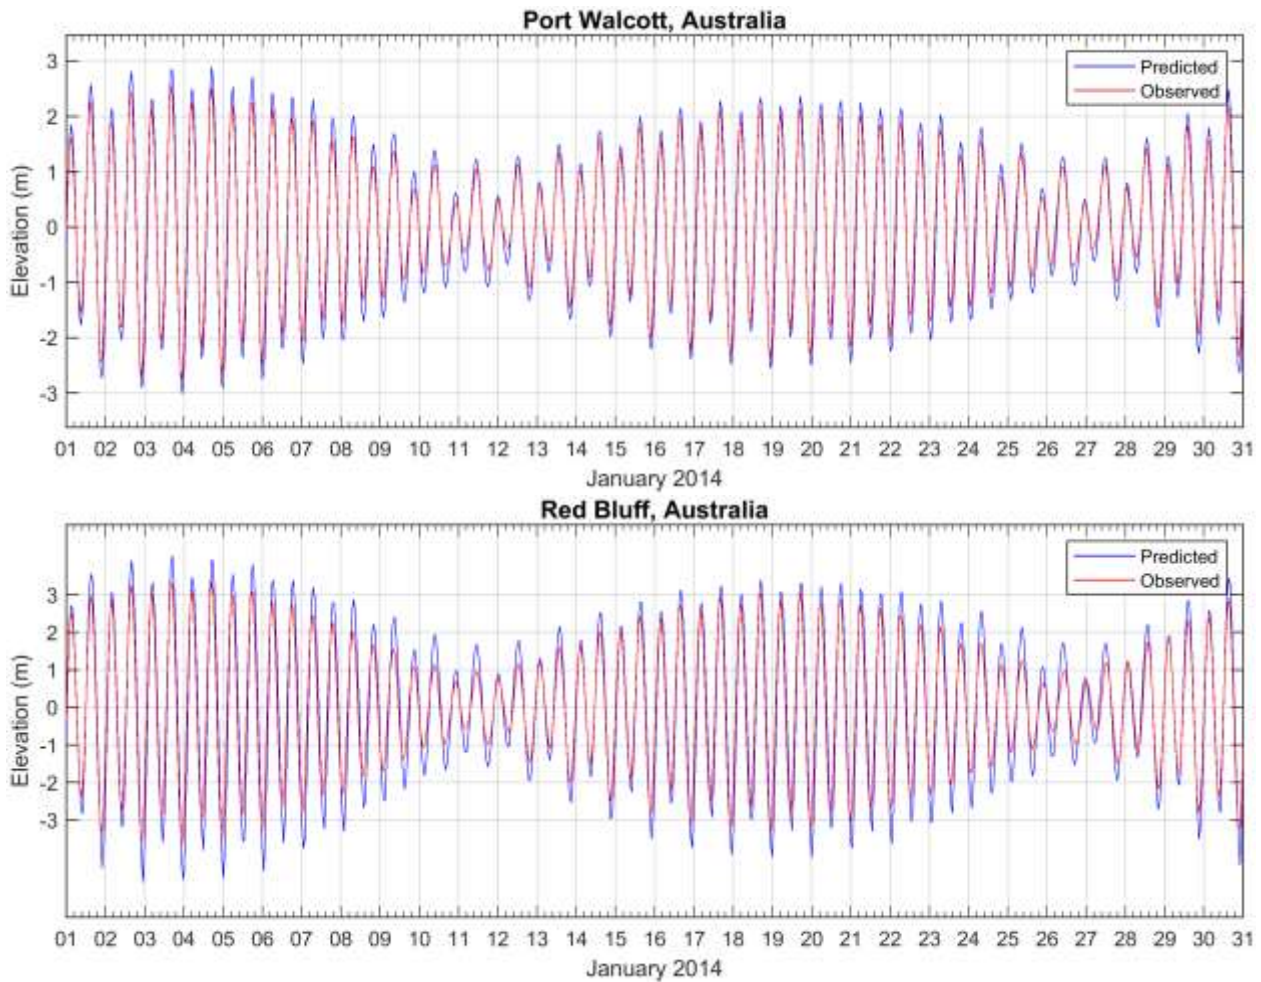 Port Walcott, Australia
Predicted
Observed
3
2
1
0
-1
-2
-3
Elevation (m)
01 02 03 04 05 06 07 08 09 10 11 12 13 14 15 16 17 18 19 20 21 22 23 24 25 26 27 28 29 30 31
January 2014
Red Bluff, Australia
Predicted
Observed
3
2
1
0
-1
-2
-3
Elevation (m)
01 02 03 04 05 06 07 08 09 10 11 12 13 14 15 16 17 18 19 20 21 22 23 24 25 26 27 28 29 30 31
January 2014